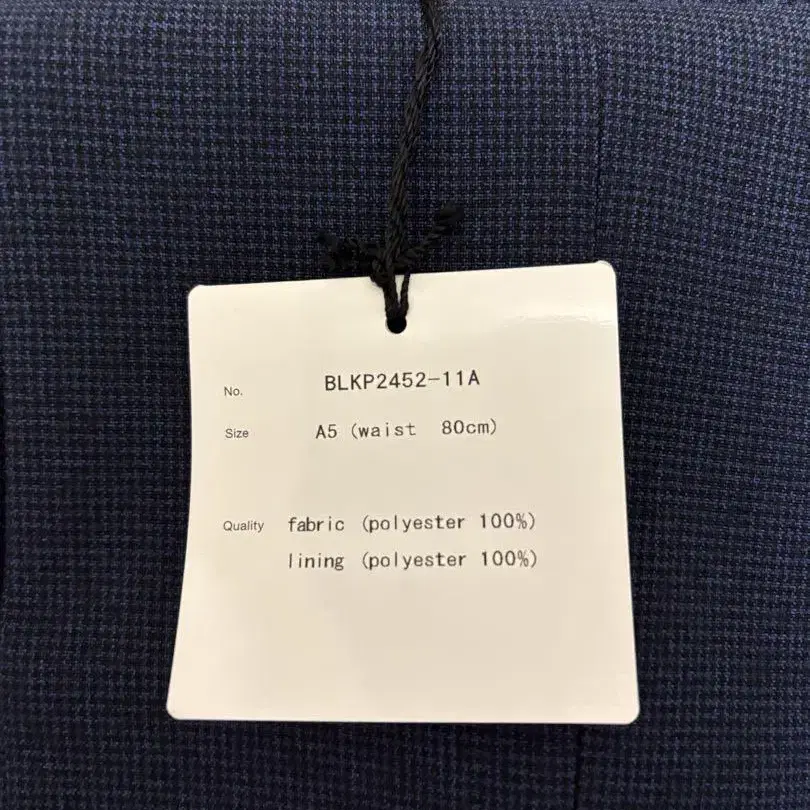 No. BLKP2452-11A
Size A5 (waist 80cm)
Quality fabric (polyester 100%)
lining (polyester 100%)